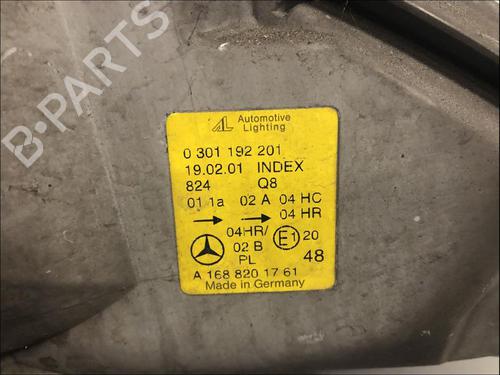 B-PARTS
AL Automotive
Lighting
0 301 192 201
19.02.01 INDEX
824 Q8
01 1a 02 A 04 HC
04 HR
04HR/ E1 20
02 B
PL 48
A 168 820 17 61
Made in Germany